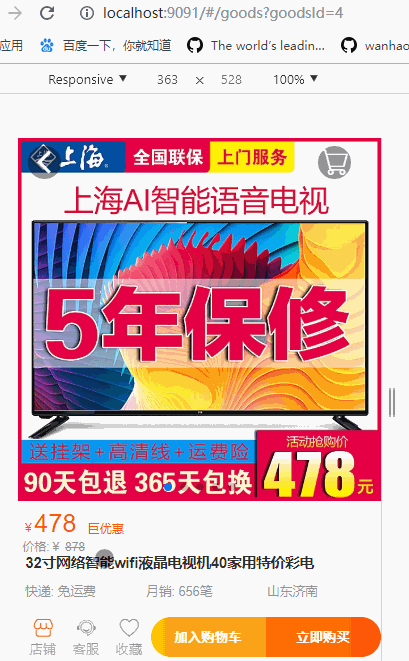 localhost:9091/#/goods?goodsId=4
应用 百度一下，你就知道 The world's leadin... wanhao
Responsive ▼ 363 × 528 100% ▼
上海 全国联保 上门服务
上海AI智能语音电视
5年保修
送挂架+高清线+运费险
活动抢购价
90天包退 365天包换
478元
¥478 巨优惠
价格: ¥ 878
32寸网络智能wifi液晶电视机40家用特价彩电
快递: 免运费 月销: 656笔 山东济南
店铺 客服 收藏 加入购物车 立即购买